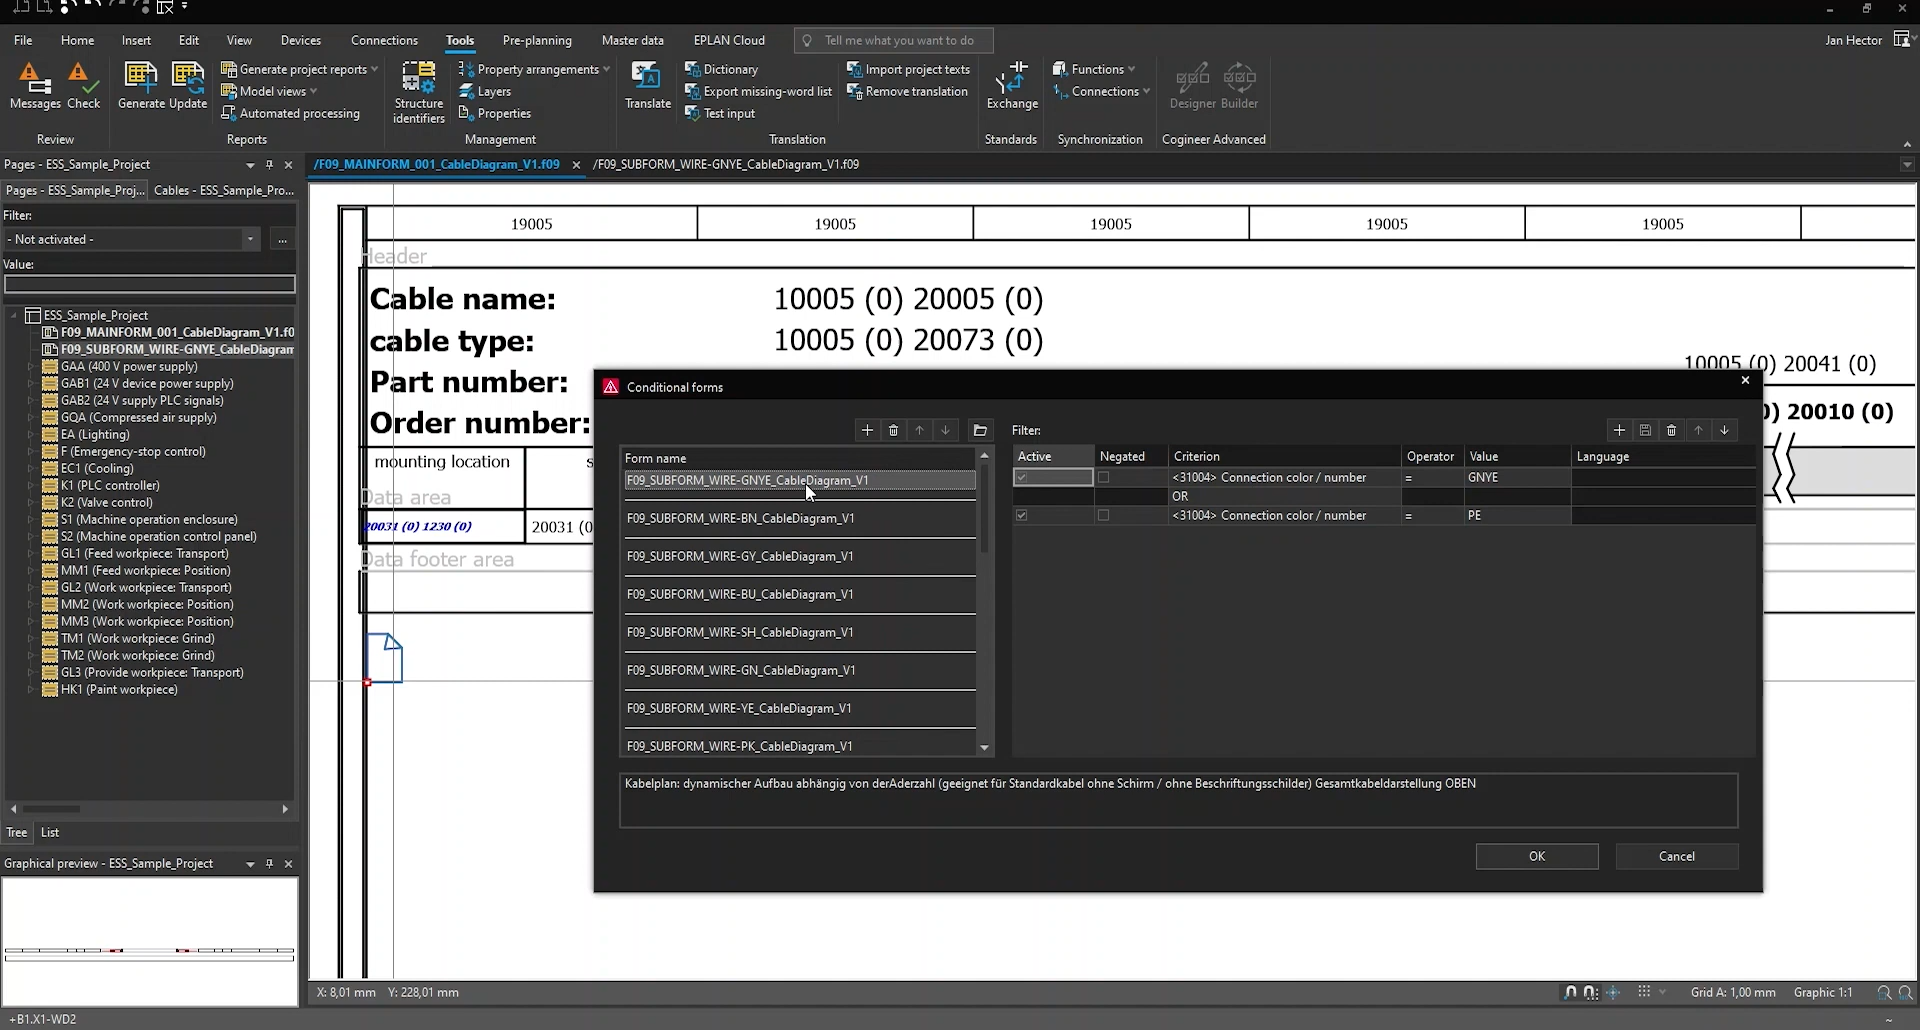 File Home Insert Edit View Devices Connections Tools Pre-planning Master data EPLAN Cloud Tell me what you want to do Jan Hector
Messages Check
Review
Generate Update
Generate project reports
Model views
Automated processing
Reports
Structure identifiers
Property arrangements
Layers
Properties
Management
Translate
Dictionary
Export missing-word list
Test input
Import project texts
Remove translation
Translation
Exchange
Standards
Functions
Connections
Synchronization
Designer Builder
Cogineer Advanced
Pages - ESS_Sample_Project
/F09_MAINFORM_001_CableDiagram_V1.f09 /F09_SUBFORM_WIRE-GNYE_CableDiagram_V1.f09
Pages - ESS_Sample_Proj... Cables - ESS_Sample_Pro...
Filter:
- Not activated -
...
Value:
ESS_Sample_Project
F09_MAINFORM_001_CableDiagram_V1.f0
F09_SUBFORM_WIRE-GNYE_CableDiagram
GAA (400 V power supply)
GAB1 (24 V device power supply)
GAB2 (24 V supply PLC signals)
GQA (Compressed air supply)
EA (Lighting)
F (Emergency-stop control)
EC1 (Cooling)
K1 (PLC controller)
K2 (Valve control)
S1 (Machine operation enclosure)
S2 (Machine operation control panel)
GL1 (Feed workpiece: Transport)
MM1 (Feed workpiece: Position)
GL2 (Work workpiece: Transport)
MM2 (Work workpiece: Position)
MM3 (Work workpiece: Position)
TM1 (Work workpiece: Grind)
TM2 (Work workpiece: Grind)
GL3 (Provide workpiece: Transport)
HK1 (Paint workpiece)
Tree List
Graphical preview - ESS_Sample_Project
19005 19005 19005 19005 19005
Header
Cable name: 10005 (0) 20005 (0)
cable type: 10005 (0) 20073 (0)
10005 (0) 20041 (0)
Part number:
) 20010 (0)
Order number:
mounting location s
Data area
20031 (0) 1230 (0) 20031 (0
Data footer area
Conditional forms
Form name
F09_SUBFORM_WIRE-GNYE_CableDiagram_V1
F09_SUBFORM_WIRE-BN_CableDiagram_V1
F09_SUBFORM_WIRE-GY_CableDiagram_V1
F09_SUBFORM_WIRE-BU_CableDiagram_V1
F09_SUBFORM_WIRE-SH_CableDiagram_V1
F09_SUBFORM_WIRE-GN_CableDiagram_V1
F09_SUBFORM_WIRE-YE_CableDiagram_V1
F09_SUBFORM_WIRE-PK_CableDiagram_V1
Filter:
Active Negated Criterion Operator Value Language
<31004> Connection color / number = GNYE
OR
<31004> Connection color / number = PE
Kabelplan: dynamischer Aufbau abhängig von derAderzahl (geeignet für Standardkabel ohne Schirm / ohne Beschriftungsschilder) Gesamtkabeldarstellung OBEN
OK Cancel
X: 8,01 mm Y: 228,01 mm Grid A: 1,00 mm Graphic 1:1
+B1.X1-WD2 ~